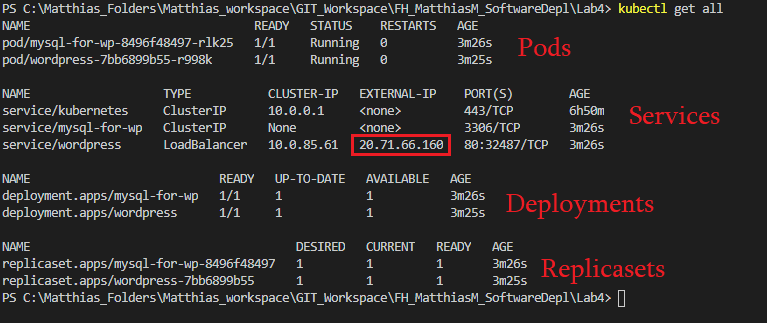 PS C:\Matthias_Folders\Matthias_workspace\GIT_Workspace\FH_MatthiasM_SoftwareDepl\Lab4> kubectl get all
NAME READY STATUS RESTARTS AGE
pod/mysql-for-wp-8496f48497-rlk25 1/1 Running 0 3m26s
pod/wordpress-7bb6899b55-r998k 1/1 Running 0 3m25s
Pods
NAME TYPE CLUSTER-IP EXTERNAL-IP PORT(S) AGE
service/kubernetes ClusterIP 10.0.0.1 <none> 443/TCP 6h50m
service/mysql-for-wp ClusterIP None <none> 3306/TCP 3m26s
service/wordpress LoadBalancer 10.0.85.61 20.71.66.160 80:32487/TCP 3m26s
Services
NAME READY UP-TO-DATE AVAILABLE AGE
deployment.apps/mysql-for-wp 1/1 1 1 3m26s
deployment.apps/wordpress 1/1 1 1 3m25s
Deployments
NAME DESIRED CURRENT READY AGE
replicaset.apps/mysql-for-wp-8496f48497 1 1 1 3m26s
replicaset.apps/wordpress-7bb6899b55 1 1 1 3m25s
Replicasets
PS C:\Matthias_Folders\Matthias_workspace\GIT_Workspace\FH_MatthiasM_SoftwareDepl\Lab4>